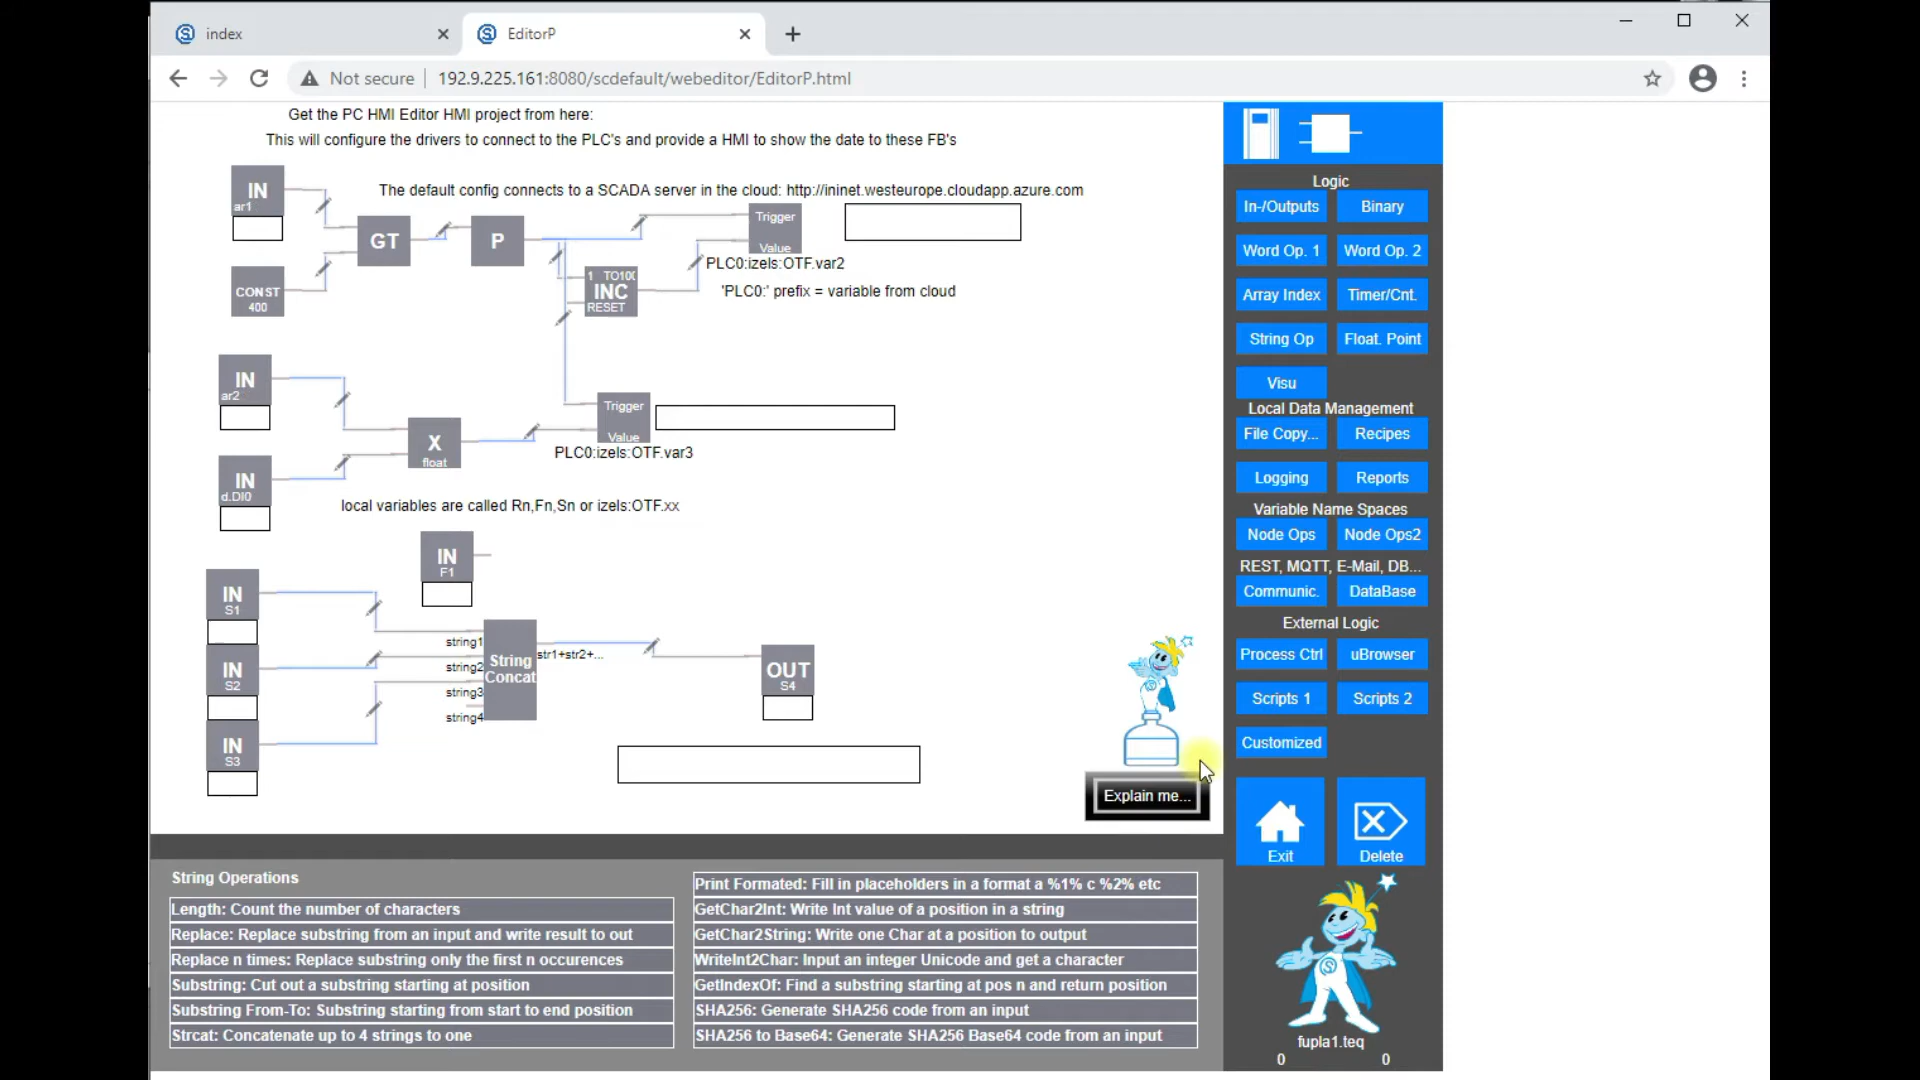 index
EditorP
Not secure
192.9.225.161:8080/scdefault/webeditor/EditorP.html
Get the PC HMI Editor HMI project from here:
This will configure the drivers to connect to the PLC's and provide a HMI to show the date to these FB's
The default config connects to a SCADA server in the cloud: http://ininet.westeurope.cloudapp.azure.com
IN
ar1
GT
P
Trigger
Value
PLC0:izels:OTF.var2
'PLC0:' prefix = variable from cloud
CONST
400
1 TO100
INC
RESET
IN
ar2
X
float
Trigger
Value
PLC0:izels:OTF.var3
IN
d.DI0
local variables are called Rn,Fn,Sn or izels:OTF.xx
IN
F1
IN
S1
IN
S2
IN
S3
string1
string2
string3
string4
String
Concat
str1+str2+...
OUT
S4
Explain me...
Logic
In-/Outputs
Binary
Word Op. 1
Word Op. 2
Array Index
Timer/Cnt.
String Op
Float. Point
Visu
Local Data Management
File Copy...
Recipes
Logging
Reports
Variable Name Spaces
Node Ops
Node Ops2
REST, MQTT, E-Mail, DB...
Communic.
DataBase
External Logic
Process Ctrl
uBrowser
Scripts 1
Scripts 2
Customized
Exit
Delete
fupla1.teq
0
0
String Operations
Length: Count the number of characters
Replace: Replace substring from an input and write result to out
Replace n times: Replace substring only the first n occurences
Substring: Cut out a substring starting at position
Substring From-To: Substring starting from start to end position
Strcat: Concatenate up to 4 strings to one
Print Formated: Fill in placeholders in a format a %1% c %2% etc
GetChar2Int: Write Int value of a position in a string
GetChar2String: Write one Char at a position to output
WriteInt2Char: Input an integer Unicode and get a character
GetIndexOf: Find a substring starting at pos n and return position
SHA256: Generate SHA256 code from an input
SHA256 to Base64: Generate SHA256 Base64 code from an input